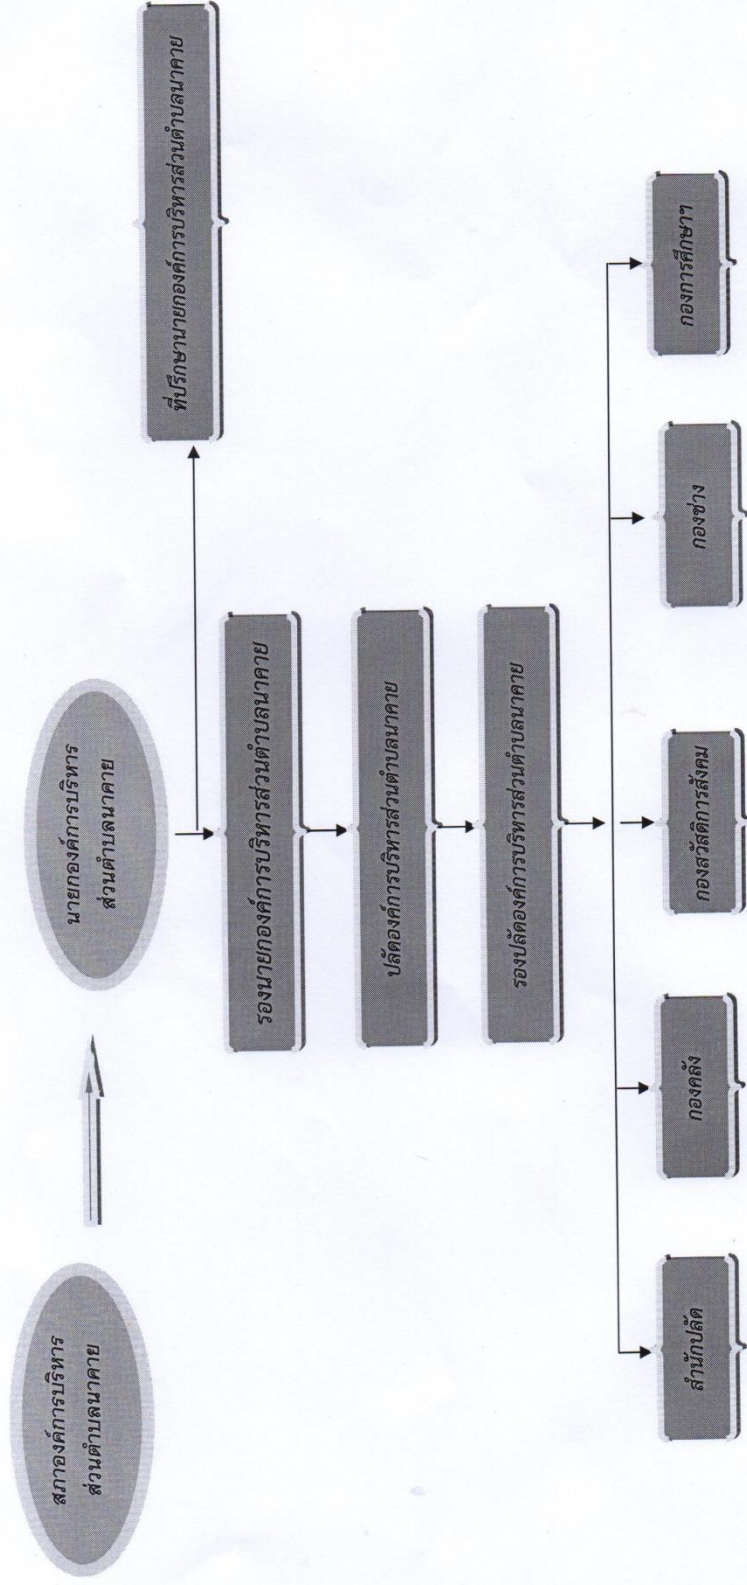 สภาองค์การบริหาร
ส่วนตำบลนาคาย
นายกองค์การบริหาร
ส่วนตำบลนาคาย
ที่ปรึกษานายกองค์การบริหารส่วนตำบลนาคาย
รองนายกองค์การบริหารส่วนตำบลนาคาย
ปลัดองค์การบริหารส่วนตำบลนาคาย
รองปลัดองค์การบริหารส่วนตำบลนาคาย
สำนักปลัด
กองคลัง
กองสวัสดิการสังคม
กองช่าง
กองการศึกษาฯ